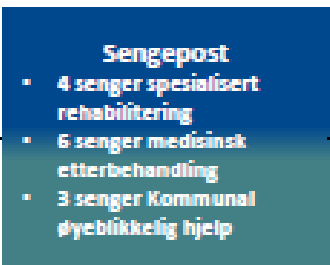 Sengepost
• 4 senger spesialisert
rehabilitering
• 6 senger medisinsk
etterbehandling
• 3 senger Kommunal
øyeblikkelig hjelp